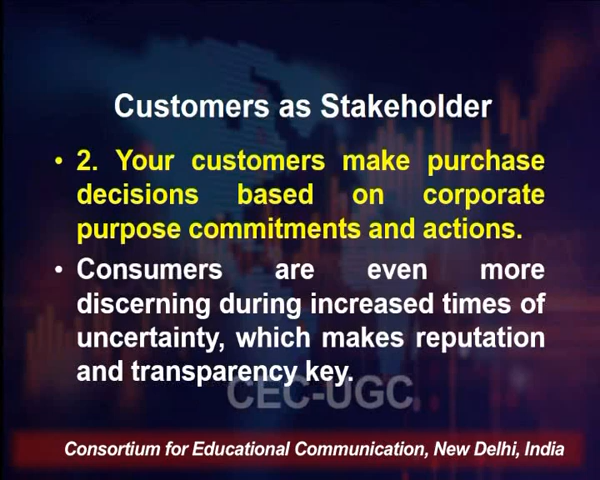 Customers as Stakeholder
• 2. Your customers make purchase
decisions based on corporate
purpose commitments and actions.
• Consumers are even more
discerning during increased times of
uncertainty, which makes reputation
and transparency key.
CEC-UGC
Consortium for Educational Communication, New Delhi, India